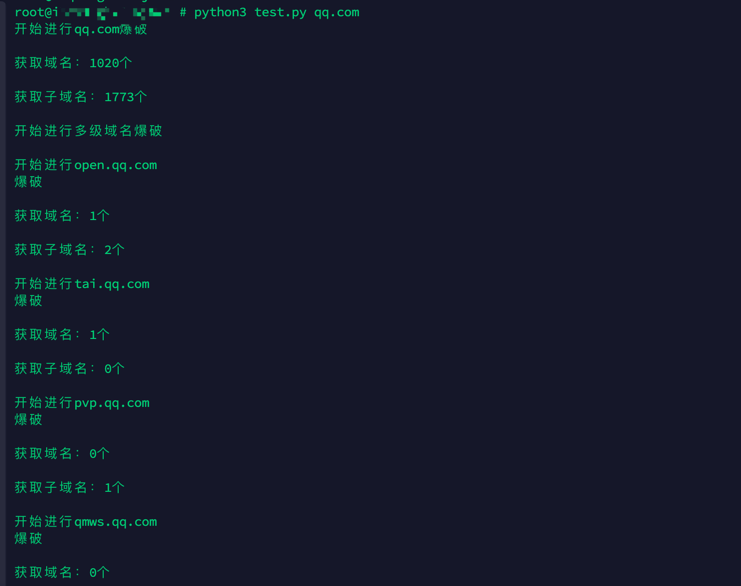 root@i # python3 test.py qq.com
开始进行qq.com爆破
获取域名：1020个
获取子域名：1773个
开始进行多级域名爆破
开始进行open.qq.com
爆破
获取域名：1个
获取子域名：2个
开始进行tai.qq.com
爆破
获取域名：1个
获取子域名：0个
开始进行pvp.qq.com
爆破
获取域名：0个
获取子域名：1个
开始进行qmws.qq.com
爆破
获取域名：0个